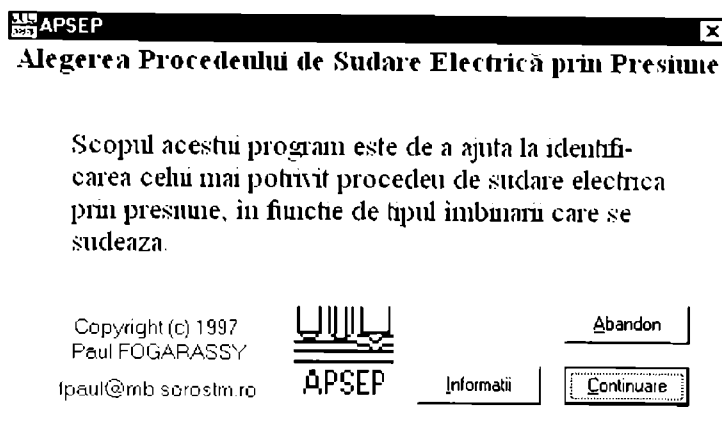 APSEP
Alegerea Procedeului de Sudare Electrică prin Presiune
Scopul acestui program este de a ajuta la identifi-
carea celui mai potrivit procedeu de sudare electrica
prin presiune, in functie de tipul imbinarii care se
sudeaza.
Copyright (c) 1997
Paul FOGARASSY
fpaul@mb.sorostm.ro
APSEP
Abandon
Informatii
Continuare